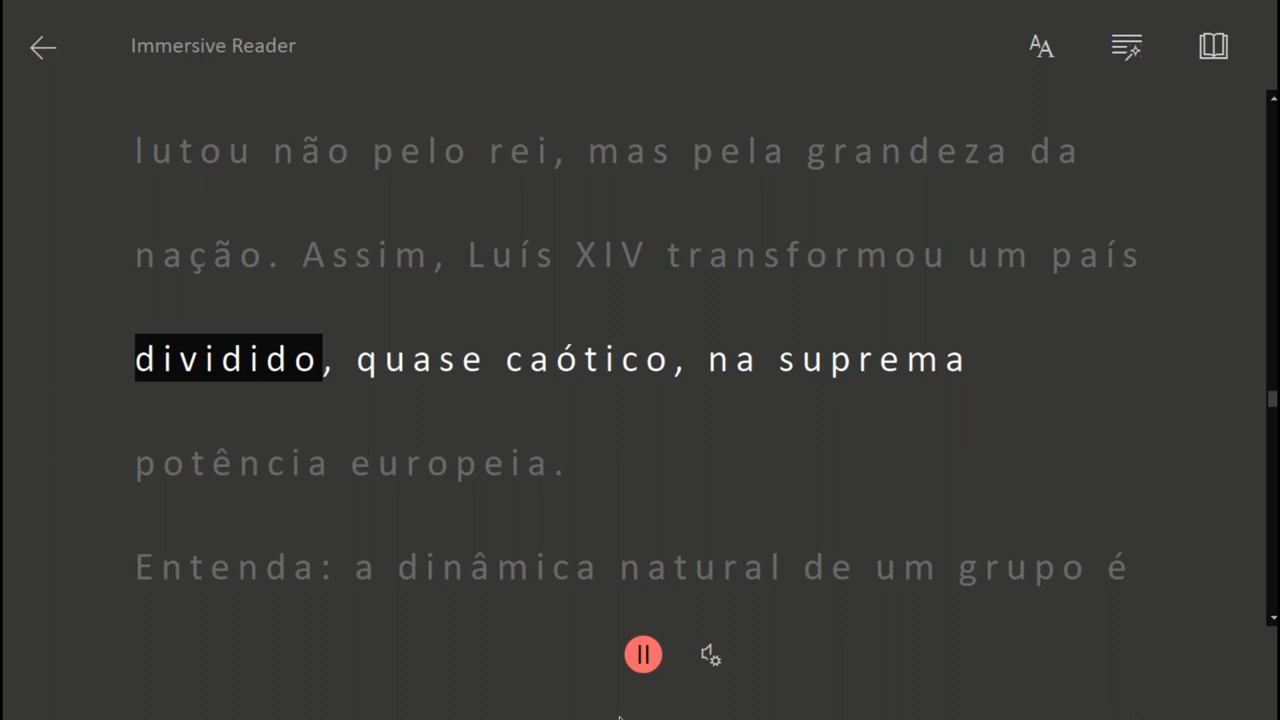 Immersive Reader
lutou não pelo rei, mas pela grandeza da
nação. Assim, Luís XIV transformou um país
dividido, quase caótico, na suprema
potência europeia.
Entenda: a dinâmica natural de um grupo é